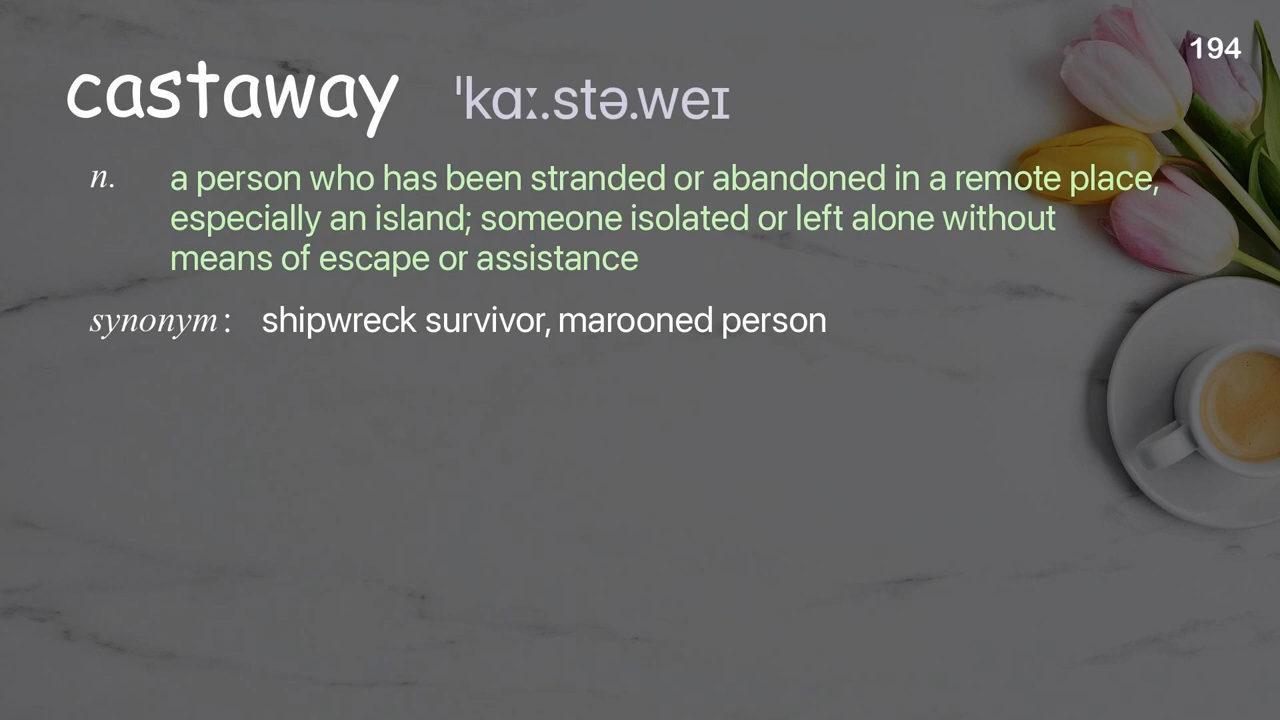 194
castaway ˈkɑː.stə.weɪ
n. a person who has been stranded or abandoned in a remote place,
especially an island; someone isolated or left alone without
means of escape or assistance
synonym: shipwreck survivor, marooned person